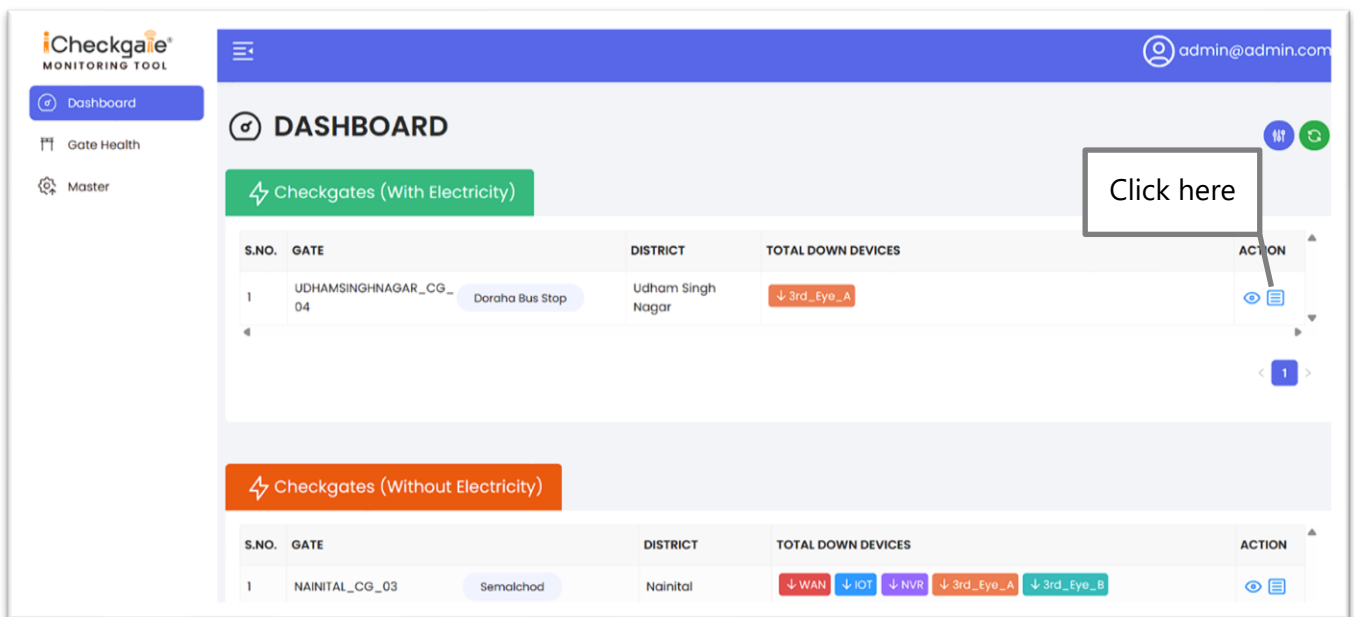 iCheckgate®
MONITORING TOOL
admin@admin.com
Dashboard
Gate Health
Master
DASHBOARD
Click here
Checkgates (With Electricity)
S.NO. GATE DISTRICT TOTAL DOWN DEVICES ACTION
1 UDHAMSINGHNAGAR_CG_04 Doraha Bus Stop Udham Singh Nagar ↓ 3rd_Eye_A
< 1 >
Checkgates (Without Electricity)
S.NO. GATE DISTRICT TOTAL DOWN DEVICES ACTION
1 NAINITAL_CG_03 Semalchod Nainital ↓ WAN ↓ IOT ↓ NVR ↓ 3rd_Eye_A ↓ 3rd_Eye_B